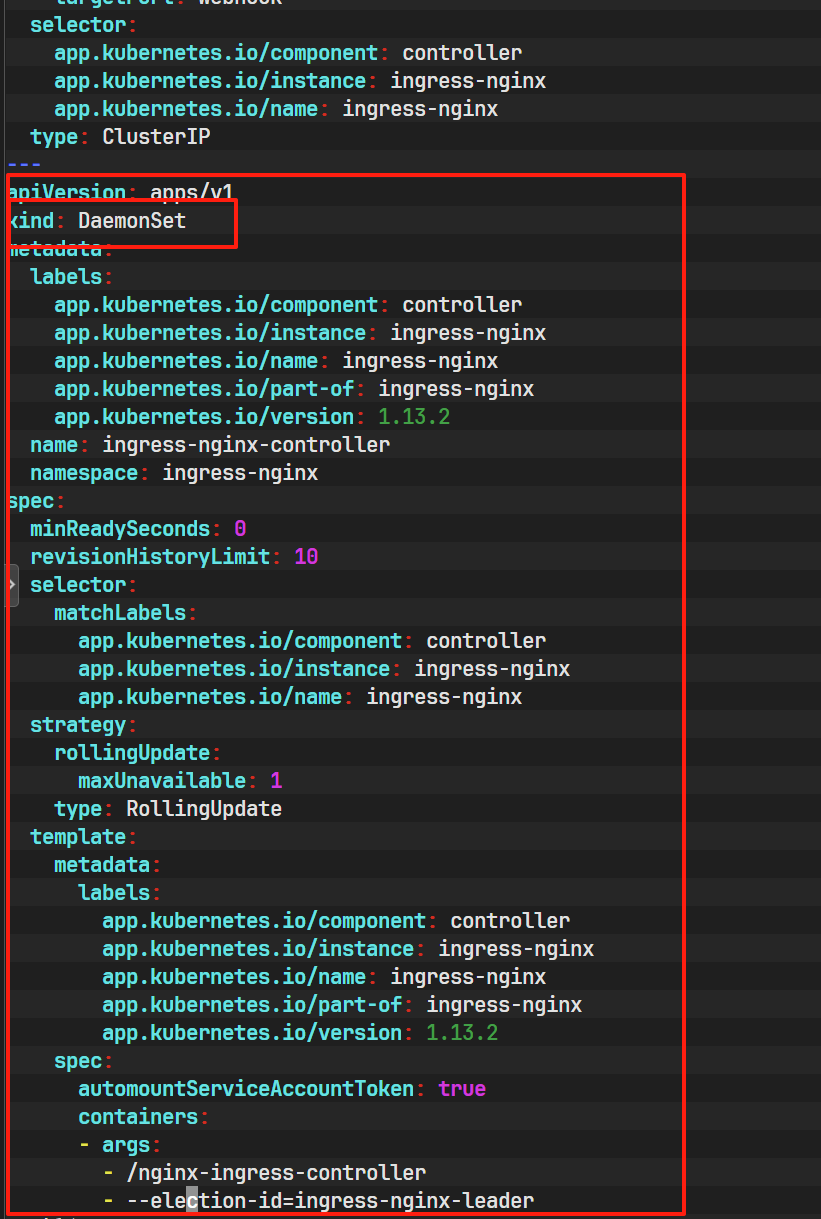 targetPort: webhook
  selector:
    app.kubernetes.io/component: controller
    app.kubernetes.io/instance: ingress-nginx
    app.kubernetes.io/name: ingress-nginx
  type: ClusterIP
---
apiVersion: apps/v1
kind: DaemonSet
metadata:
  labels:
    app.kubernetes.io/component: controller
    app.kubernetes.io/instance: ingress-nginx
    app.kubernetes.io/name: ingress-nginx
    app.kubernetes.io/part-of: ingress-nginx
    app.kubernetes.io/version: 1.13.2
  name: ingress-nginx-controller
  namespace: ingress-nginx
spec:
  minReadySeconds: 0
  revisionHistoryLimit: 10
  selector:
    matchLabels:
      app.kubernetes.io/component: controller
      app.kubernetes.io/instance: ingress-nginx
      app.kubernetes.io/name: ingress-nginx
  strategy:
    rollingUpdate:
      maxUnavailable: 1
    type: RollingUpdate
  template:
    metadata:
      labels:
        app.kubernetes.io/component: controller
        app.kubernetes.io/instance: ingress-nginx
        app.kubernetes.io/name: ingress-nginx
        app.kubernetes.io/part-of: ingress-nginx
        app.kubernetes.io/version: 1.13.2
    spec:
      automountServiceAccountToken: true
      containers:
      - args:
        - /nginx-ingress-controller
        - --election-id=ingress-nginx-leader